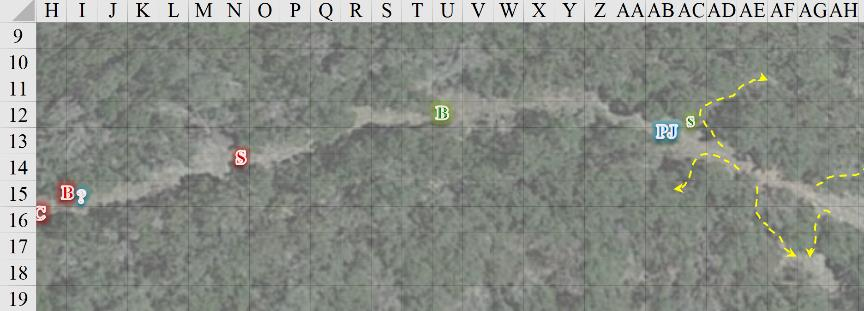 H I J K L M N O P Q R S T U V W X Y Z AA AB AC AD AE AF AG AH
9
10
11
12 B s
13 PJ
14 S
15 B ?
16 C
17
18
19